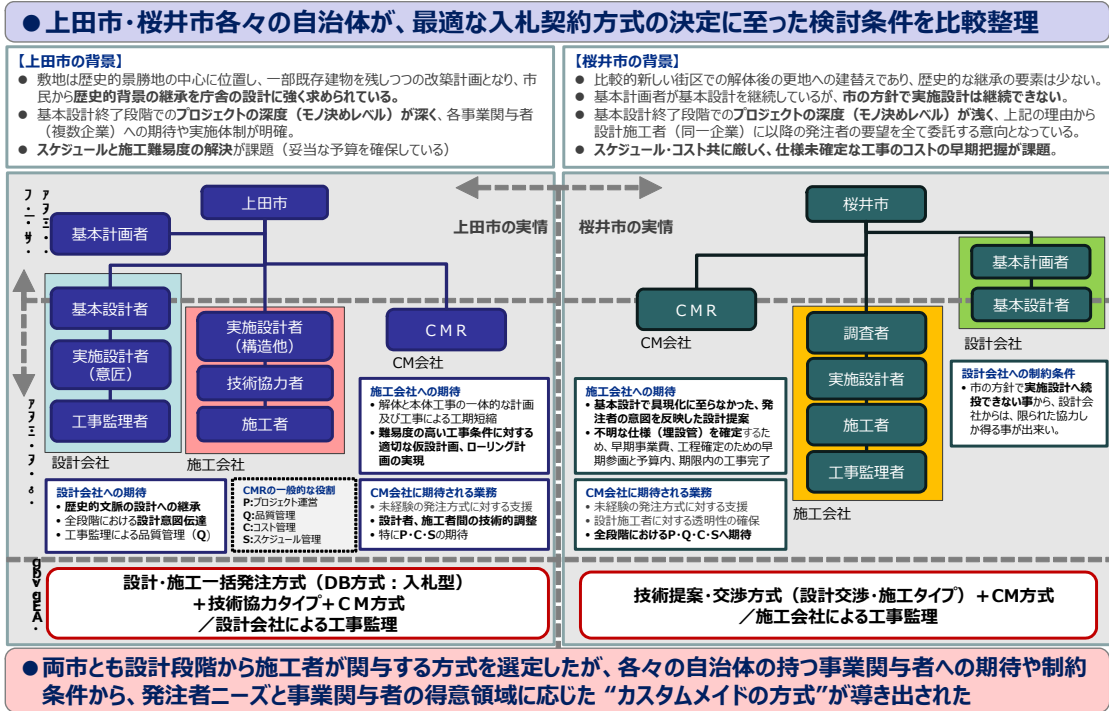 ●上田市・桜井市各々の自治体が、最適な入札契約方式の決定に至った検討条件を比較整理
【上田市の背景】
● 敷地は歴史的景勝地の中心に位置し、一部既存建物を残しつつの改築計画となり、市
民から歴史的背景の継承を庁舎の設計に強く求められている。
● 基本設計終了段階でのプロジェクトの深度（モノ決めレベル）が深く、各事業関与者
（複数企業）への期待や実施体制が明確。
● スケジュールと施工難易度の解決が課題（妥当な予算を確保している）
【桜井市の背景】
● 比較的新しい街区での解体後の更地への建替えであり、歴史的な継承の要素は少ない。
● 基本計画者が基本設計を継続しているが、市の方針で実施設計は継続できない。
● 基本設計終了段階でのプロジェクトの深度（モノ決めレベル）が浅く、上記の理由から
設計施工者（同一企業）に以降の発注者の要望を全て委託する意向となっている。
● スケジュール・コスト共に厳しく、仕様未確定な工事のコストの早期把握が課題。
上田市の実情
桜井市の実情
上田市
基本計画者
基本設計者
実施設計者
（意匠）
工事監理者
設計会社
実施設計者
（構造他）
技術協力者
施工者
施工会社
CMR
CM会社
施工会社への期待
• 解体と本体工事の一体的な計画
及び工事による工期短縮
• 難易度の高い工事条件に対する
適切な仮設計画、ローリング計
画の実現
設計会社への期待
• 歴史的文脈の設計への継承
• 全段階における設計意図伝達
• 工事監理による品質管理（Q）
CMRの一般的な役割
P:プロジェクト運営
Q:品質管理
C:コスト管理
S:スケジュール管理
CM会社に期待される業務
• 未経験の発注方式に対する支援
• 設計者、施工者間の技術的調整
• 特にP・C・Sの期待
桜井市
基本計画者
基本設計者
設計会社
CMR
CM会社
調査者
実施設計者
施工者
工事監理者
施工会社
施工会社への期待
• 基本設計で具現化に至らなかった、発
注者の意図を反映した設計提案
• 不明な仕様（埋設管）を確定するた
め、早期事業費、工程確定のための早
期参画と予算内、期限内の工事完了
設計会社への制約条件
• 市の方針で実施設計へ続
投できない事から、設計会
社からは、限られた協力し
か得る事が出来い。
CM会社に期待される業務
• 未経験の発注方式に対する支援
• 設計施工者に対する透明性の確保
• 全段階におけるP・Q・C・Sへ期待
設計・施工一括発注方式（DB方式：入札型）
＋技術協力タイプ＋CM方式
／設計会社による工事監理
技術提案・交渉方式（設計交渉・施工タイプ）＋CM方式
／施工会社による工事監理
●両市とも設計段階から施工者が関与する方式を選定したが、各々の自治体の持つ事業関与者への期待や制約
条件から、発注者ニーズと事業関与者の得意領域に応じた “カスタムメイドの方式”が導き出された